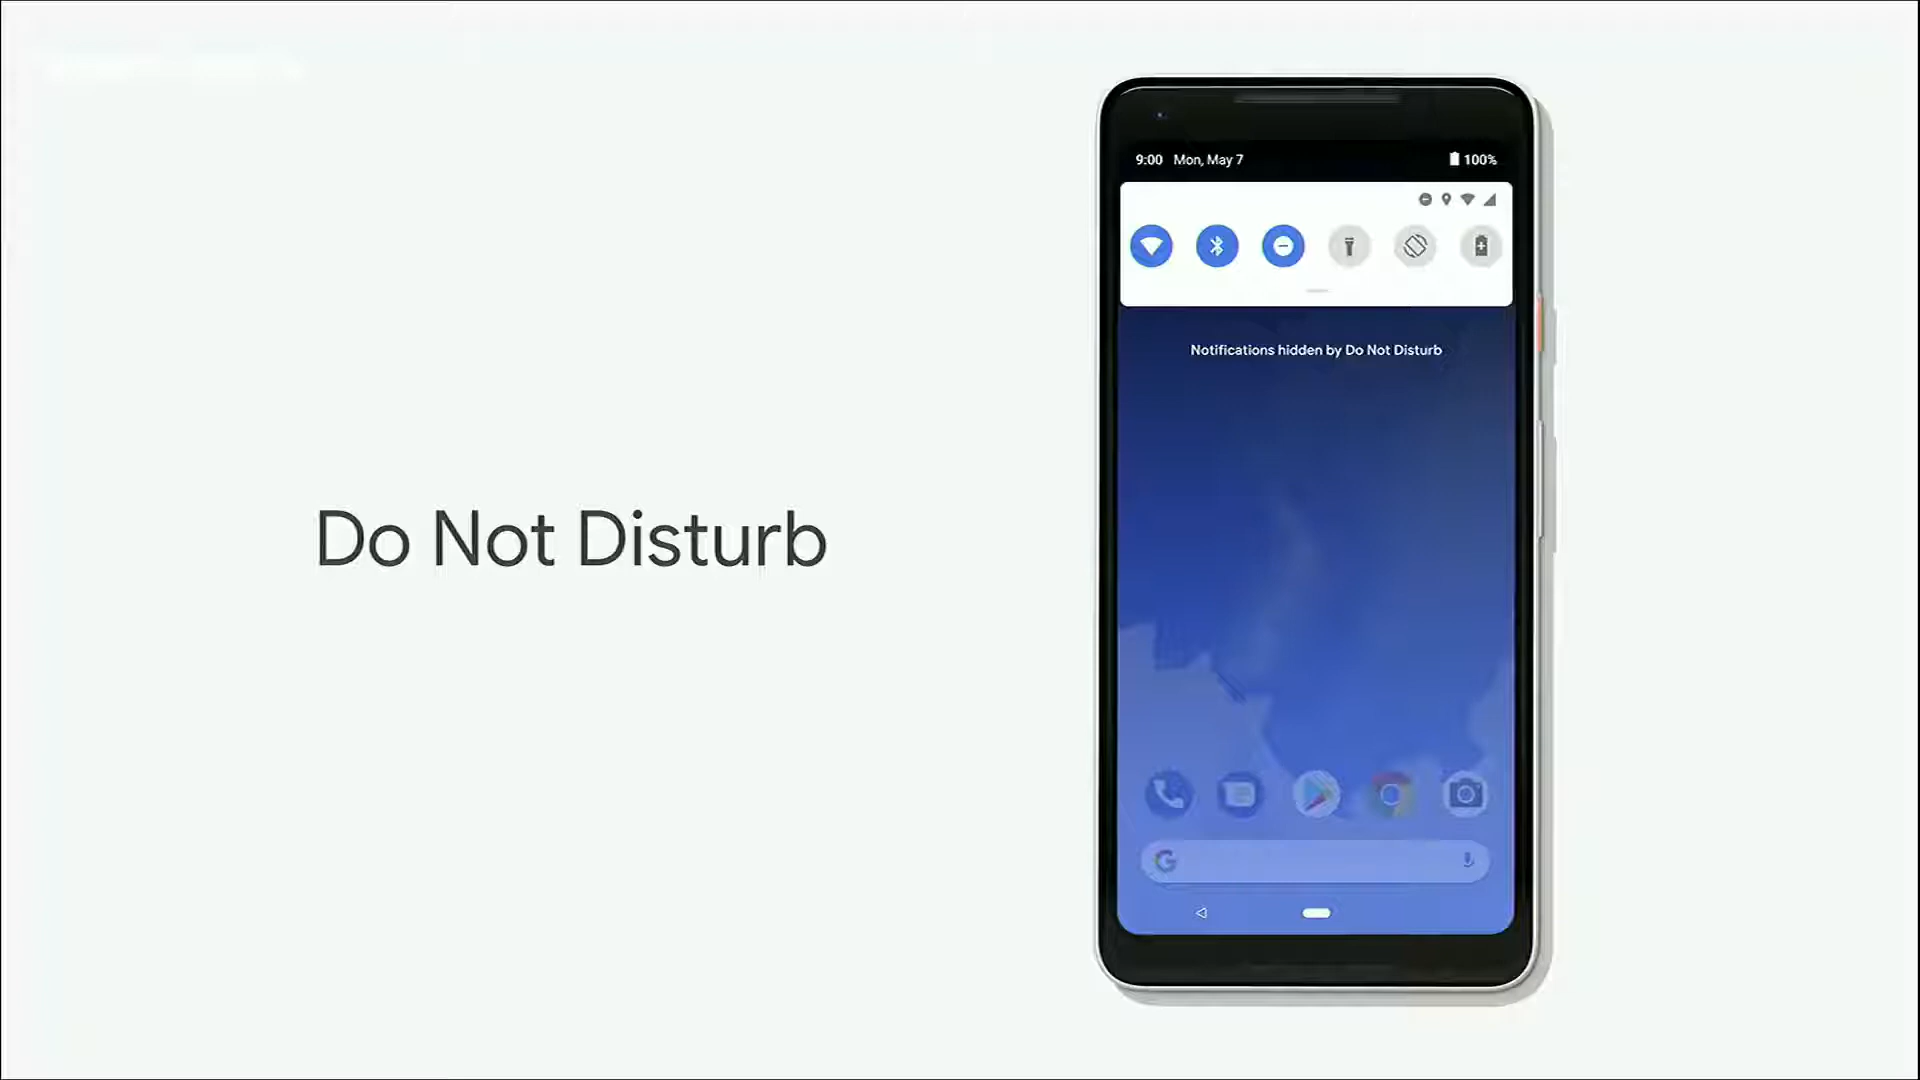 Do Not Disturb
9:00 Mon, May 7 100%
Notifications hidden by Do Not Disturb
G